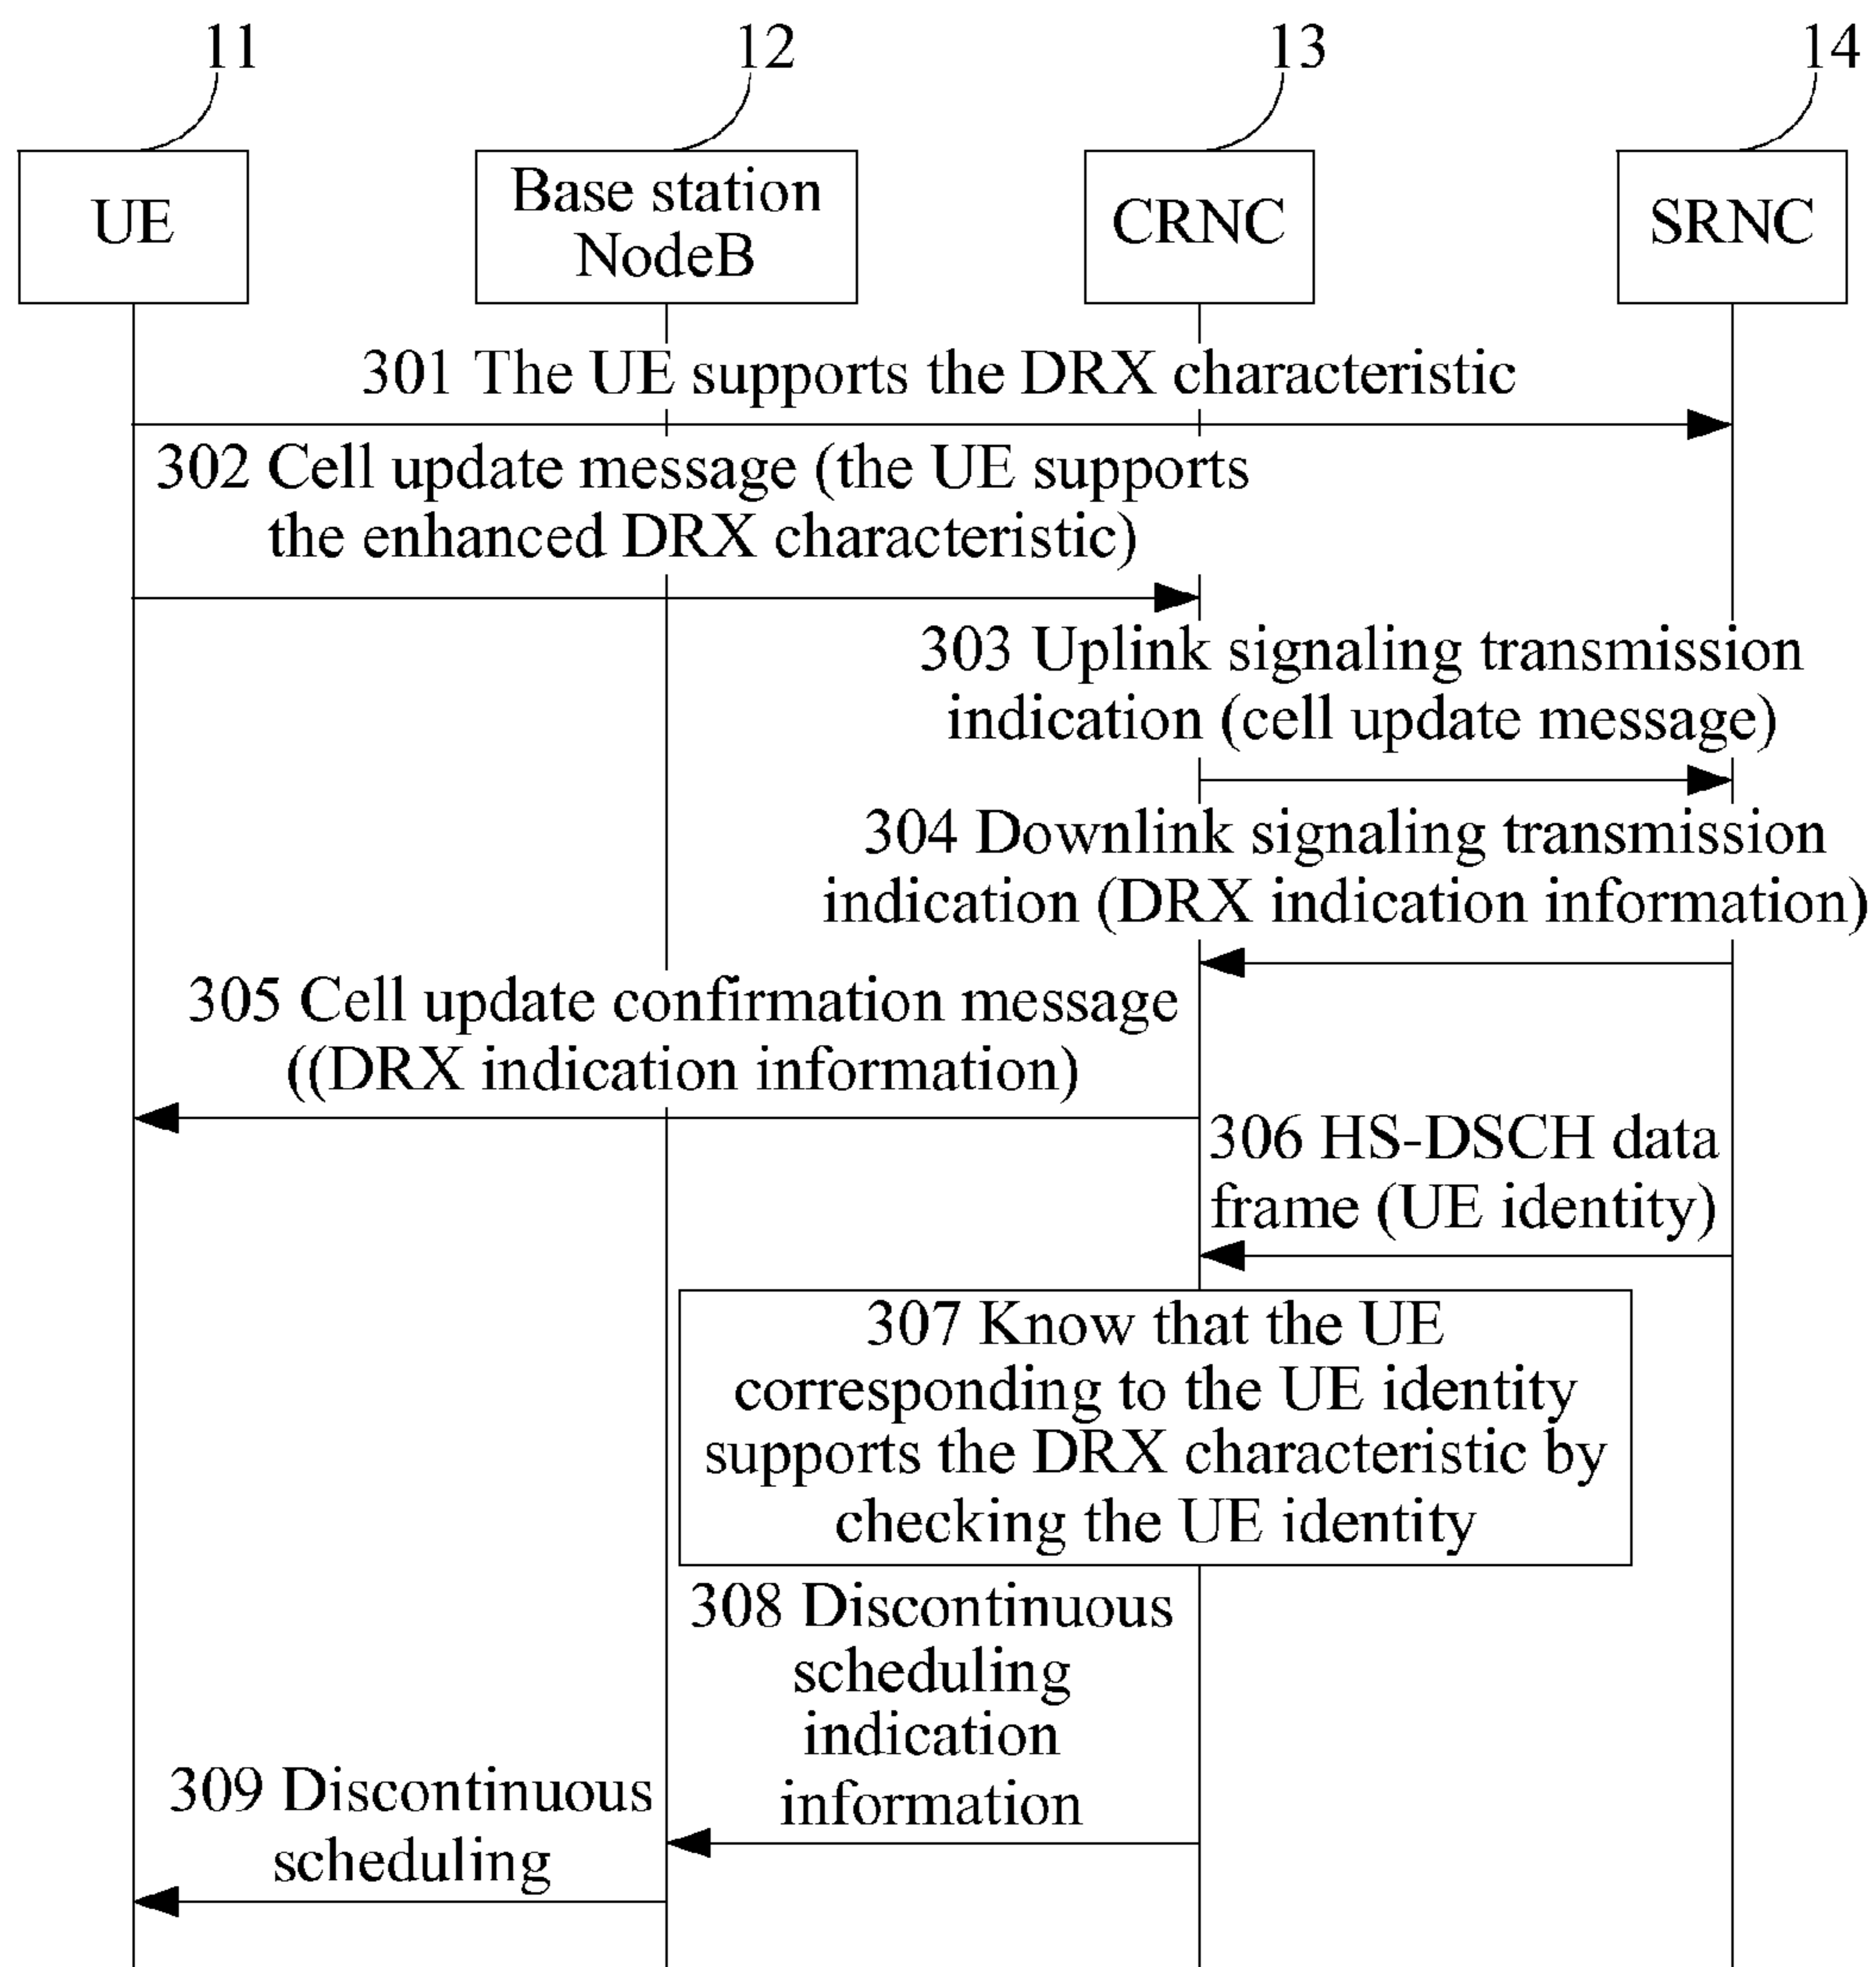 11
12
13
14
UE
Base station
NodeB
CRNC
SRNC
301 The UE supports the DRX characteristic
302 Cell update message (the UE supports
the enhanced DRX characteristic)
303 Uplink signaling transmission
indication (cell update message)
304 Downlink signaling transmission
indication (DRX indication information)
305 Cell update confirmation message
((DRX indication information)
306 HS-DSCH data
frame (UE identity)
307 Know that the UE
corresponding to the UE identity
supports the DRX characteristic by
checking the UE identity
308 Discontinuous
scheduling
indication
information
309 Discontinuous
scheduling